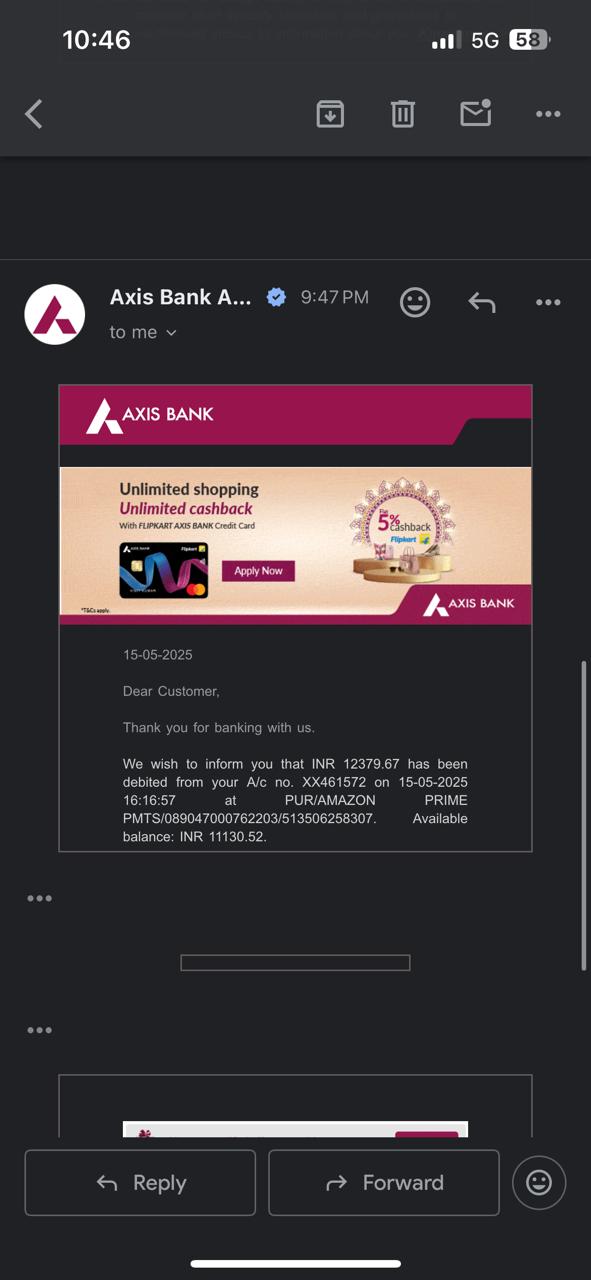 10:46
5G 58
Axis Bank A... 9:47 PM
to me
AXIS BANK
Unlimited shopping
Unlimited cashback
With FLIPKART AXIS BANK Credit Card
AXIS BANK Flipkart
Apply Now
*T&Cs apply.
Flat
5%
cashback
Flipkart
AXIS BANK
15-05-2025
Dear Customer,
Thank you for banking with us.
We wish to inform you that INR 12379.67 has been
debited from your A/c no. XX461572 on 15-05-2025
16:16:57 at PUR/AMAZON PRIME
PMTS/089047000762203/513506258307. Available
balance: INR 11130.52.
Reply
Forward